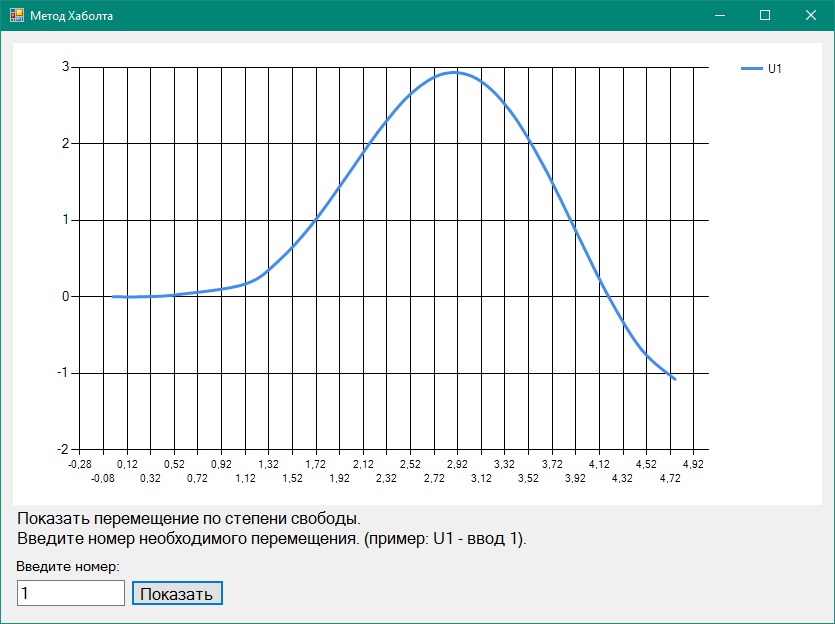 Метод Хаболта
U1
3
2
1
0
-1
-2
-0,28 0,12 0,52 0,92 1,32 1,72 2,12 2,52 2,92 3,32 3,72 4,12 4,52 4,92
-0,08 0,32 0,72 1,12 1,52 1,92 2,32 2,72 3,12 3,52 3,92 4,32 4,72
Показать перемещение по степени свободы.
Введите номер необходимого перемещения. (пример: U1 - ввод 1).
Введите номер:
1 Показать